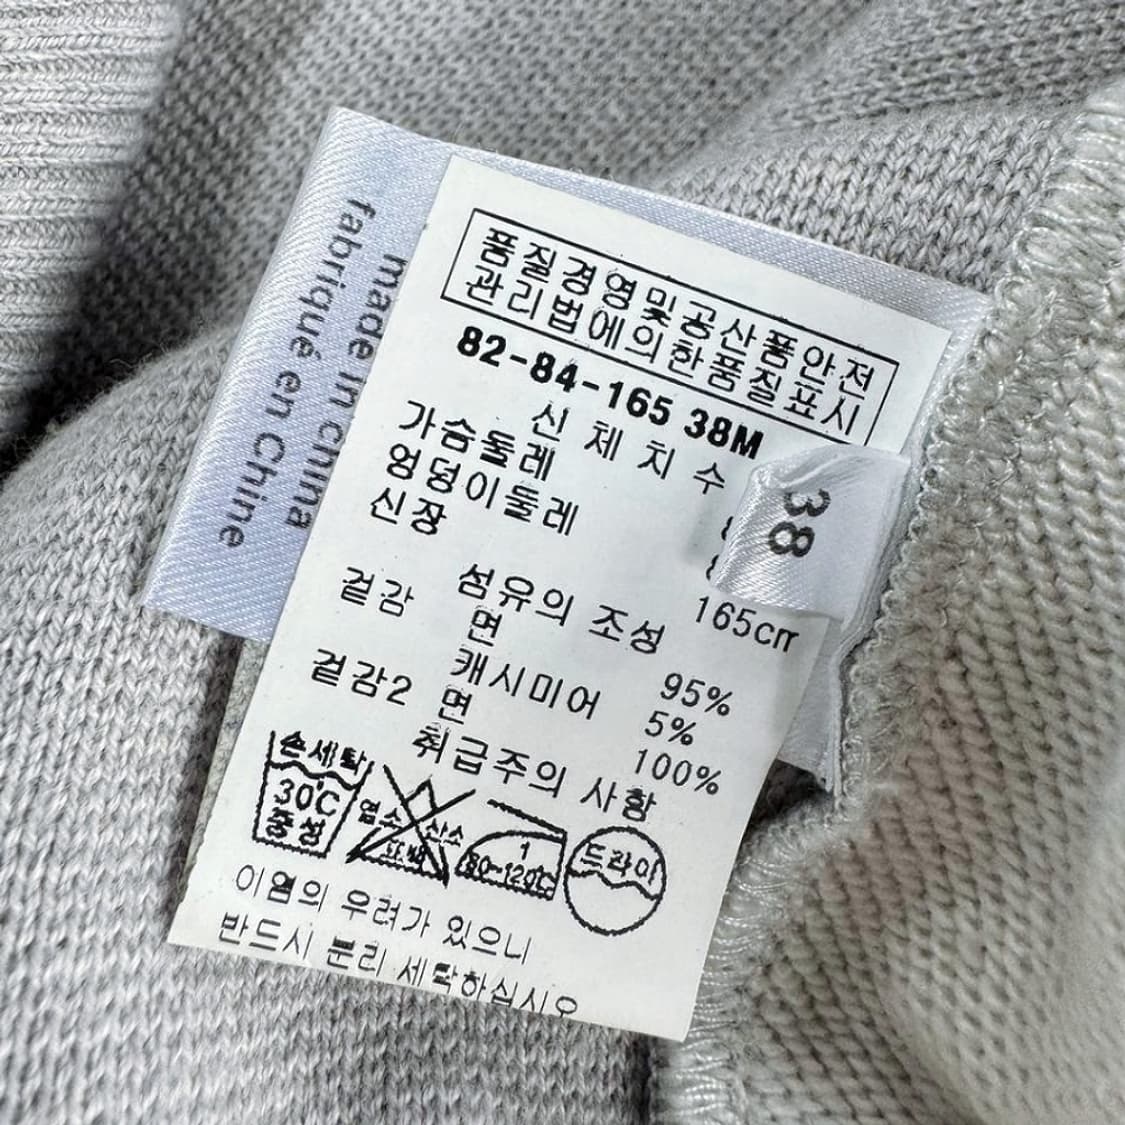 made in china
fabriqué en Chine
품질경영및공산품안전
관리법에의한품질표시
82-84-165 38M
신체치수
가슴둘레
엉덩이둘레
신장 165cm
38
섬유의 조성
겉감 면 95%
캐시미어 5%
겉감2 면 100%
취급주의 사항
손세탁
30℃
중성
염소 산소
표백
1
80-120℃
드라이
이염의 우려가 있으니
반드시 분리 세탁하십시오